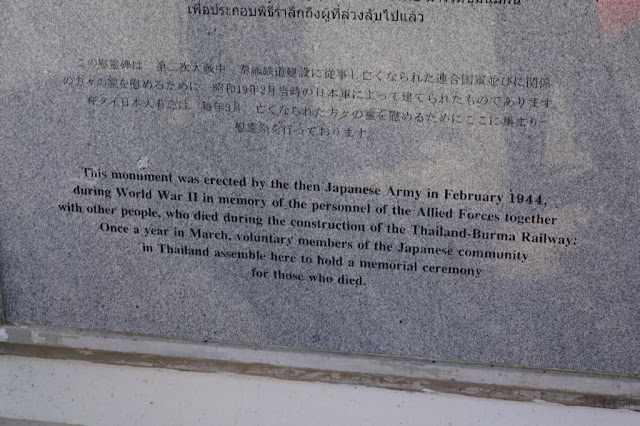 เพื่อประกอบพิธีรำลึกถึงผู้ที่ล่วงลับไปแล้ว
この慰霊碑は 第二次大戦中 泰緬鉄道建設に従事し亡くなられた連合国軍並びに関係
の方々の霊を慰めるために 昭和19年2月当時の日本軍によって建てられたものであります。
在タイ日本人有志は 毎年3月 亡くなられた方々の霊を慰めるためにここに集まり
慰霊祭を行っております。
This monument was erected by the then Japanese Army in February 1944,
during World War II in memory of the personnel of the Allied Forces together
with other people, who died during the construction of the Thailand-Burma Railway:
Once a year in March, voluntary members of the Japanese community
in Thailand assemble here to hold a memorial ceremony
for those who died.